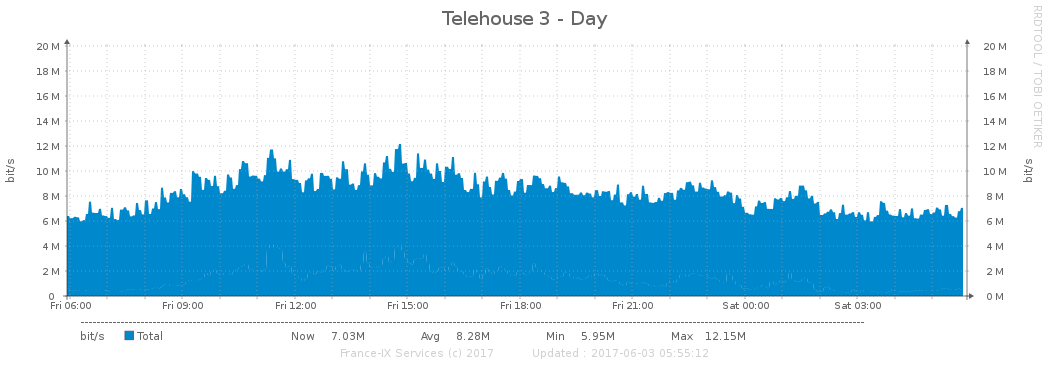 Telehouse 3 - Day
RRDTOOL / TOBI OETIKER
bit/s
20 M 20 M
18 M 18 M
16 M 16 M
14 M 14 M
12 M 12 M
10 M 10 M
8 M 8 M
6 M 6 M
4 M 4 M
2 M 2 M
0 0 M
bit/s
Fri 06:00 Fri 09:00 Fri 12:00 Fri 15:00 Fri 18:00 Fri 21:00 Sat 00:00 Sat 03:00
bit/s Total Now 7.03M Avg 8.28M Min 5.95M Max 12.15M
France-IX Services (c) 2017 Updated : 2017-06-03 05:55:12